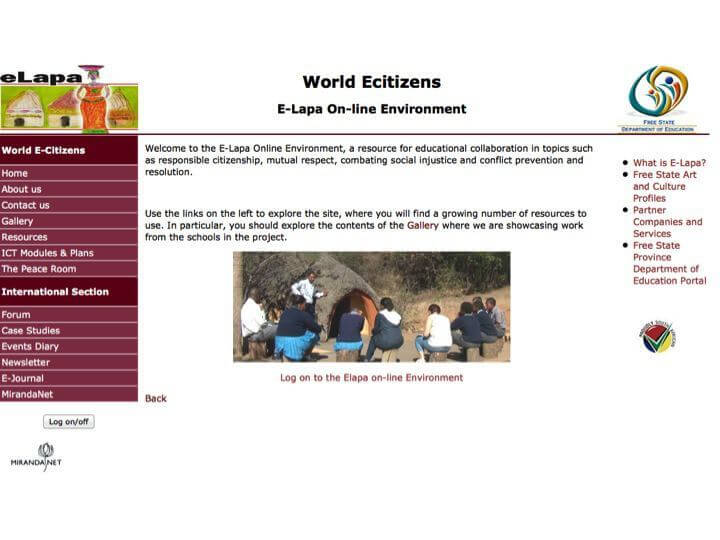 eLapa
World Ecitizens
E-Lapa On-line Environment
FREE STATE
DEPARTMENT OF EDUCATION
World E-Citizens
Home
About us
Contact us
Gallery
Resources
ICT Modules & Plans
The Peace Room
International Section
Forum
Case Studies
Events Diary
Newsletter
E-Journal
MirandaNet
Log on/off
MIRANDANET
Welcome to the E-Lapa Online Environment, a resource for educational collaboration in topics such
as responsible citizenship, mutual respect, combating social injustice and conflict prevention and
resolution.
Use the links on the left to explore the site, where you will find a growing number of resources to
use. In particular, you should explore the contents of the Gallery where we are showcasing work
from the schools in the project.
Log on to the Elapa on-line Environment
Back
What is E-Lapa?
Free State Art
and Culture
Profiles
Partner
Companies and
Services
Free State
Province
Department of
Education Portal